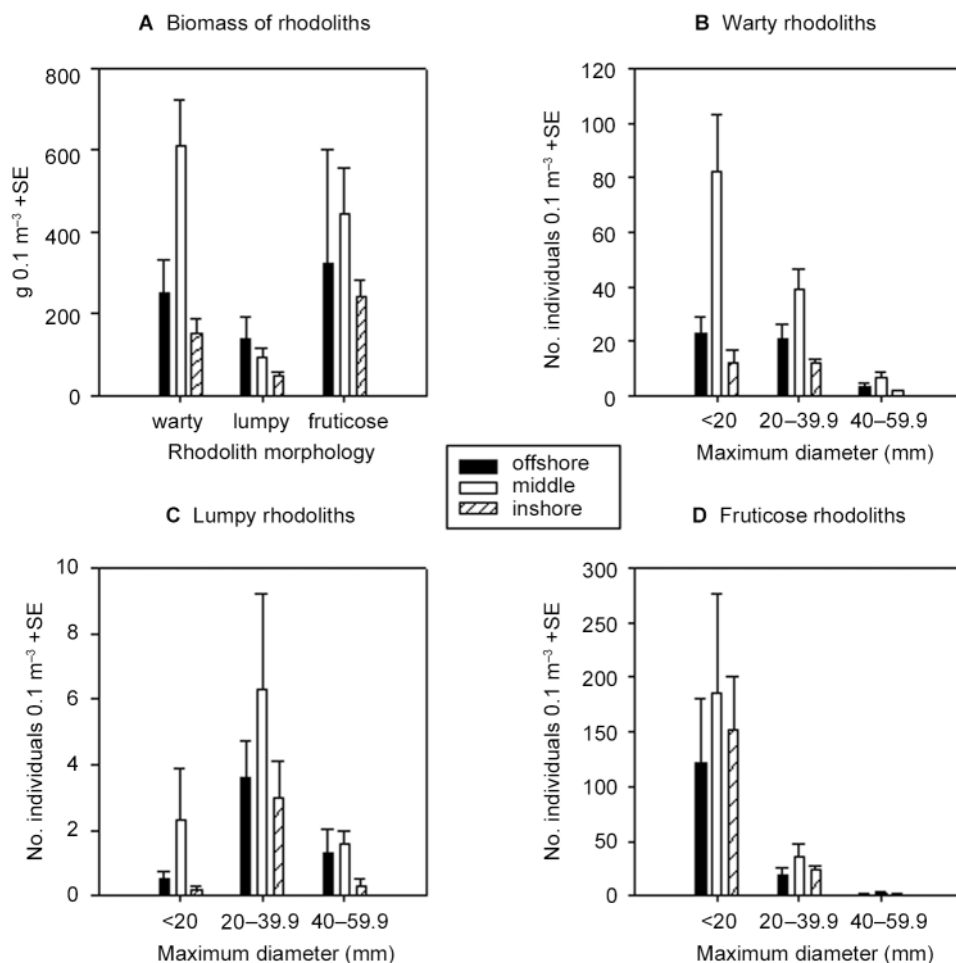 A Biomass of rhodoliths
800
600
400
200
0
g 0.1 m⁻³ +SE
warty lumpy fruticose
Rhodolith morphology
B Warty rhodoliths
120
100
80
60
40
20
0
No. individuals 0.1 m⁻³ +SE
<20 20–39.9 40–59.9
Maximum diameter (mm)
offshore
middle
inshore
C Lumpy rhodoliths
10
8
6
4
2
0
No. individuals 0.1 m⁻³ +SE
<20 20–39.9 40–59.9
Maximum diameter (mm)
D Fruticose rhodoliths
300
250
200
150
100
50
0
No. individuals 0.1 m⁻³ +SE
<20 20–39.9 40–59.9
Maximum diameter (mm)